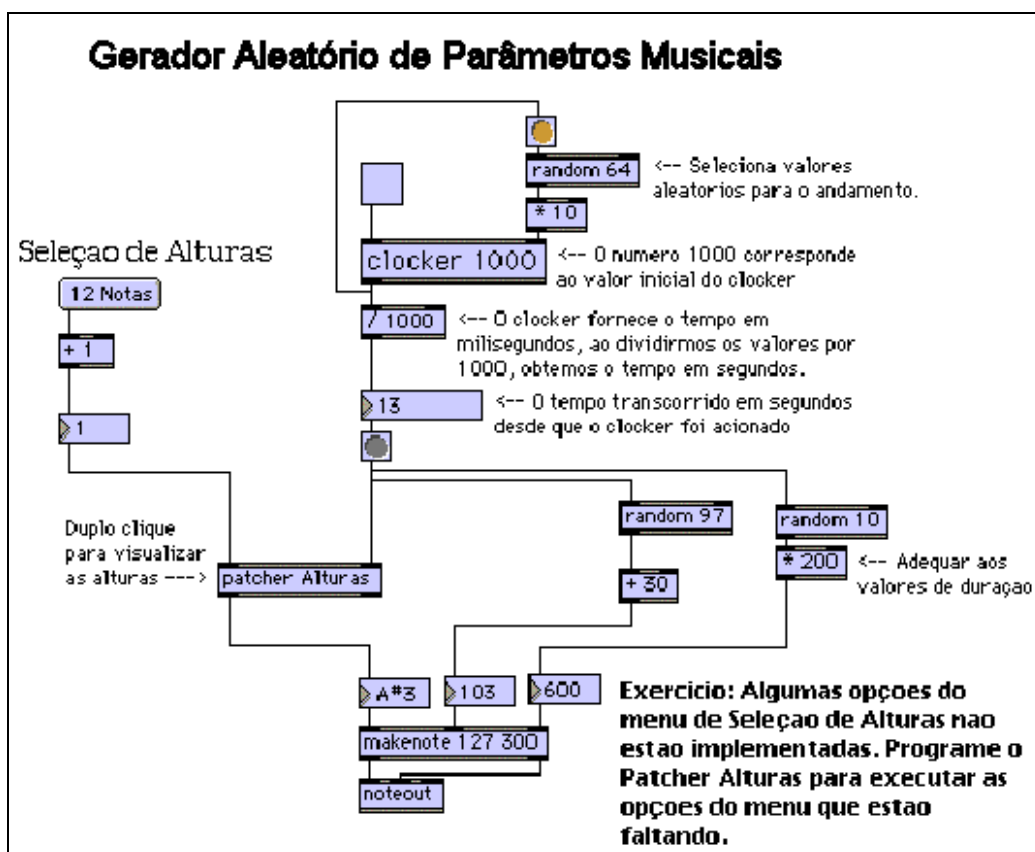 Gerador Aleatório de Parâmetros Musicais
random 64
<-- Seleciona valores
aleatorios para o andamento.
* 10
Seleçao de Alturas
clocker 1000
<-- O numero 1000 corresponde
ao valor inicial do clocker
12 Notas
/ 1000
<-- O clocker fornece o tempo em
milisegundos, ao dividirmos os valores por
1000, obtemos o tempo em segundos.
+ 1
13
<-- O tempo transcorrido em segundos
desde que o clocker foi acionado
1
random 97
random 10
Duplo clique
para visualizar
as alturas --->
patcher Alturas
+ 30
* 200
<-- Adequar aos
valores de duraçao
A#3
103
600
makenote 127 300
noteout
Exercicio: Algumas opçoes do
menu de Seleçao de Alturas nao
estao implementadas. Programe o
Patcher Alturas para executar as
opçoes do menu que estao
faltando.